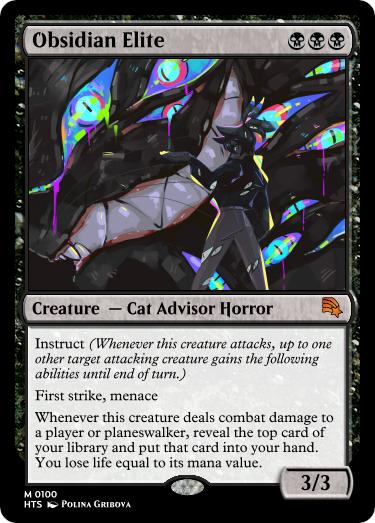 Obsidian Elite
Creature — Cat Advisor Horror
Instruct (Whenever this creature attacks, up to one
other target attacking creature gains the following
abilities until end of turn.)
First strike, menace
Whenever this creature deals combat damage to
a player or planeswalker, reveal the top card of
your library and put that card into your hand.
You lose life equal to its mana value.
3/3
M 0100
HTS Polina Gribova